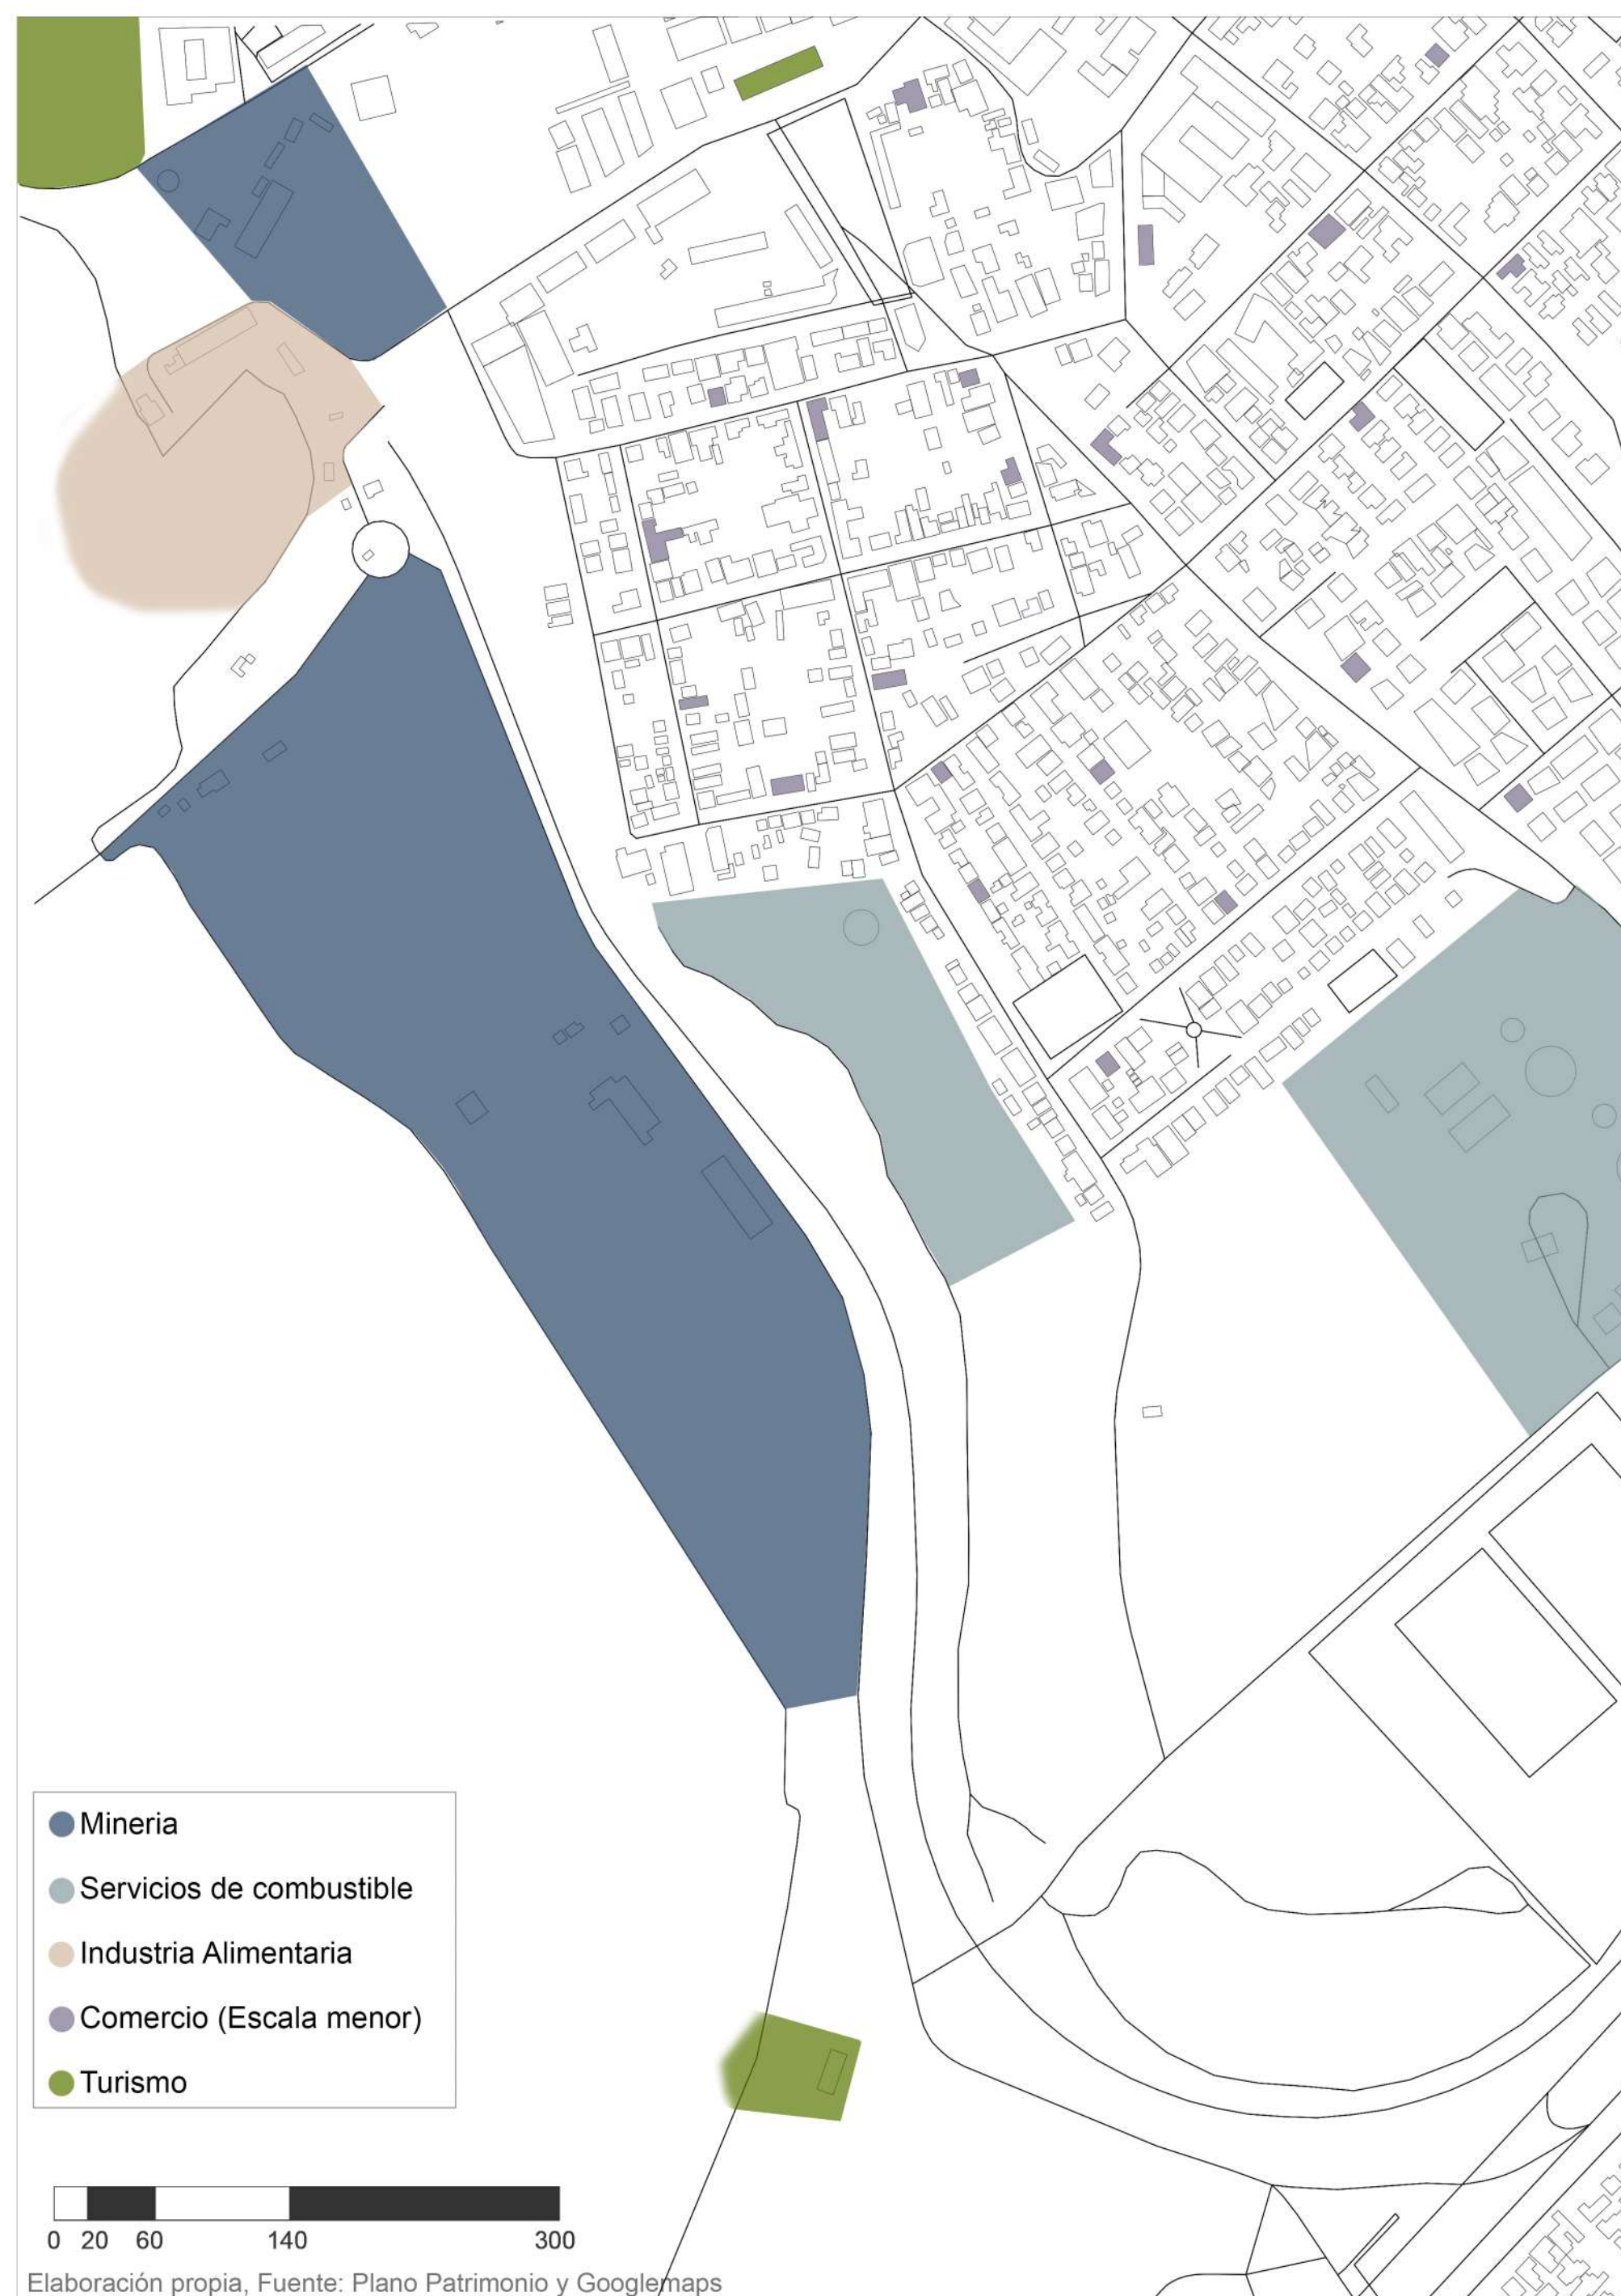 Mineria
Servicios de combustible
Industria Alimentaria
Comercio (Escala menor)
Turismo
0 20 60 140 300
Elaboración propia, Fuente: Plano Patrimonio y Googlemaps